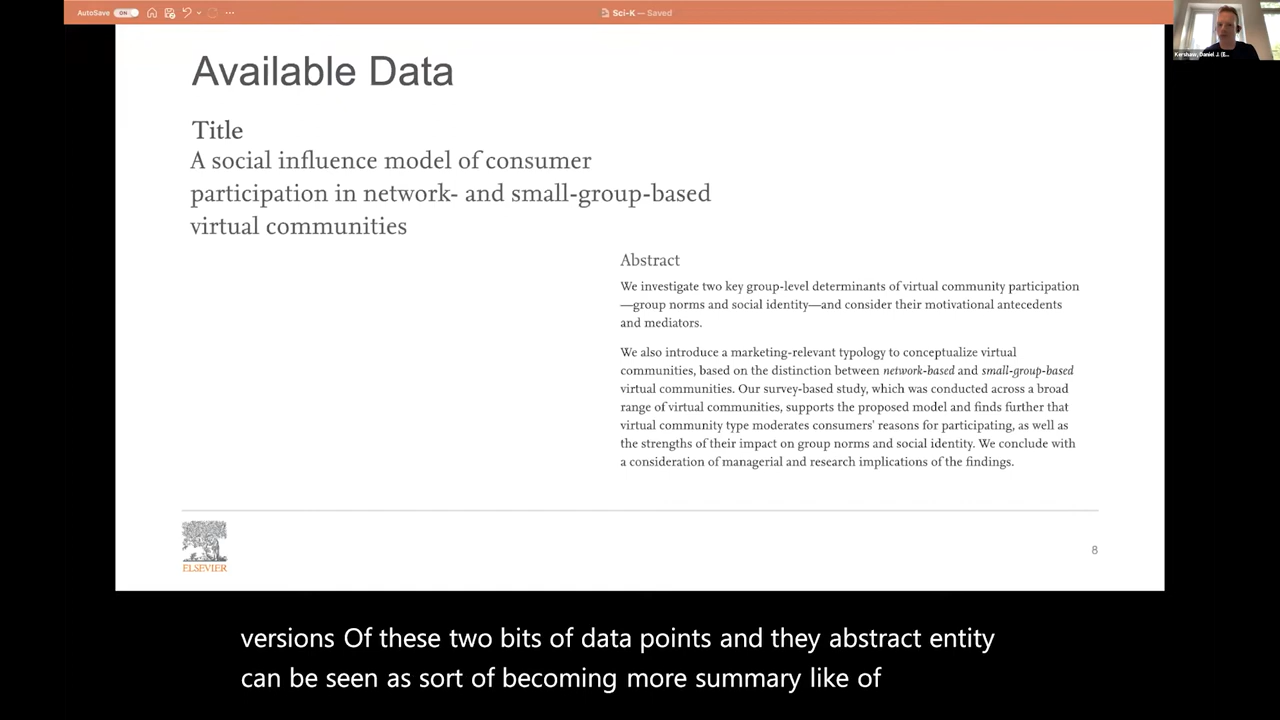 AutoSave ON
Sci-K — Saved
Kershaw, Daniel J. (E...
Available Data
Title
A social influence model of consumer
participation in network- and small-group-based
virtual communities
Abstract
We investigate two key group-level determinants of virtual community participation
—group norms and social identity—and consider their motivational antecedents
and mediators.
We also introduce a marketing-relevant typology to conceptualize virtual
communities, based on the distinction between network-based and small-group-based
virtual communities. Our survey-based study, which was conducted across a broad
range of virtual communities, supports the proposed model and finds further that
virtual community type moderates consumers' reasons for participating, as well as
the strengths of their impact on group norms and social identity. We conclude with
a consideration of managerial and research implications of the findings.
ELSEVIER
8
versions Of these two bits of data points and they abstract entity
can be seen as sort of becoming more summary like of